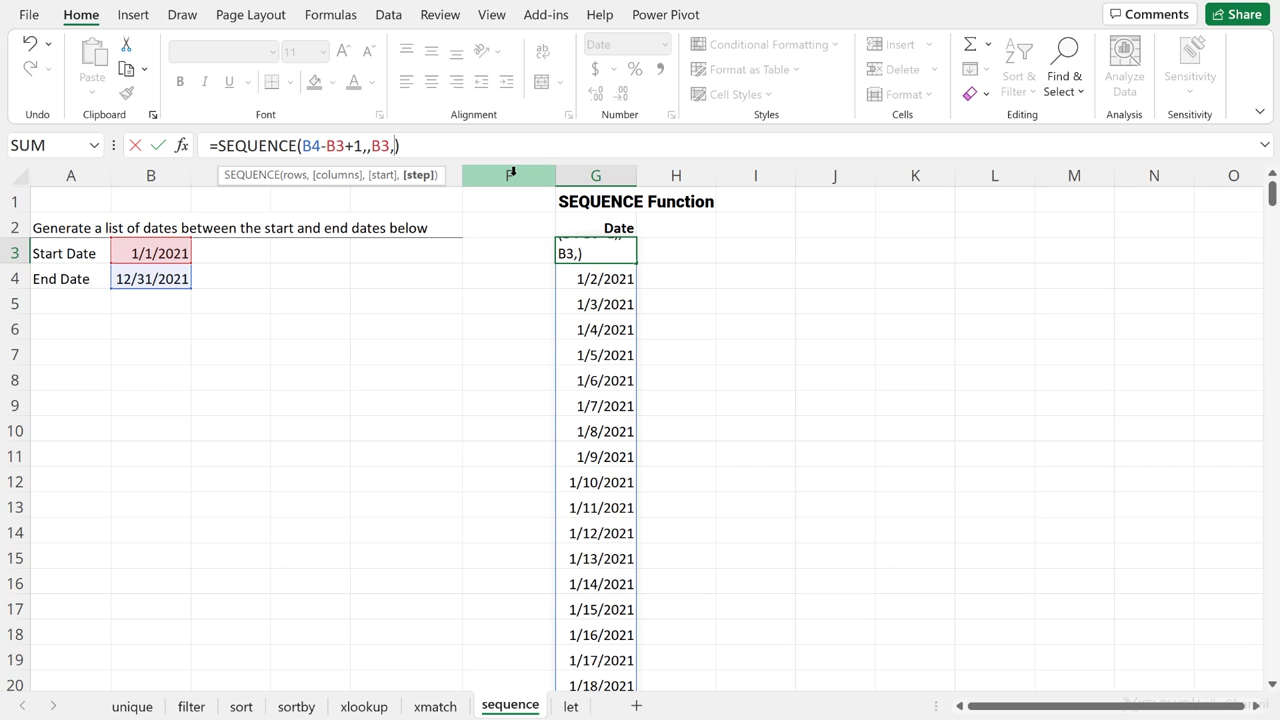 File Home Insert Draw Page Layout Formulas Data Review View Add-ins Help Power Pivot Comments Share
11 Date
Paste Conditional Formatting Insert Sort & Filter Find & Select Analyze Data Sensitivity
B I U A $ % Format as Table Delete
Cell Styles Format
Undo Clipboard Font Alignment Number Styles Cells Editing Analysis Sensitivity
SUM fx =SEQUENCE(B4-B3+1,,B3,)
SEQUENCE(rows, [columns], [start], [step])
A B F G H I J K L M N O
1 SEQUENCE Function
2 Generate a list of dates between the start and end dates below Date
3 Start Date 1/1/2021 B3,)
4 End Date 12/31/2021 1/2/2021
5 1/3/2021
6 1/4/2021
7 1/5/2021
8 1/6/2021
9 1/7/2021
10 1/8/2021
11 1/9/2021
12 1/10/2021
13 1/11/2021
14 1/12/2021
15 1/13/2021
16 1/14/2021
17 1/15/2021
18 1/16/2021
19 1/17/2021
20 1/18/2021
unique filter sort sortby xlookup xmatch sequence let